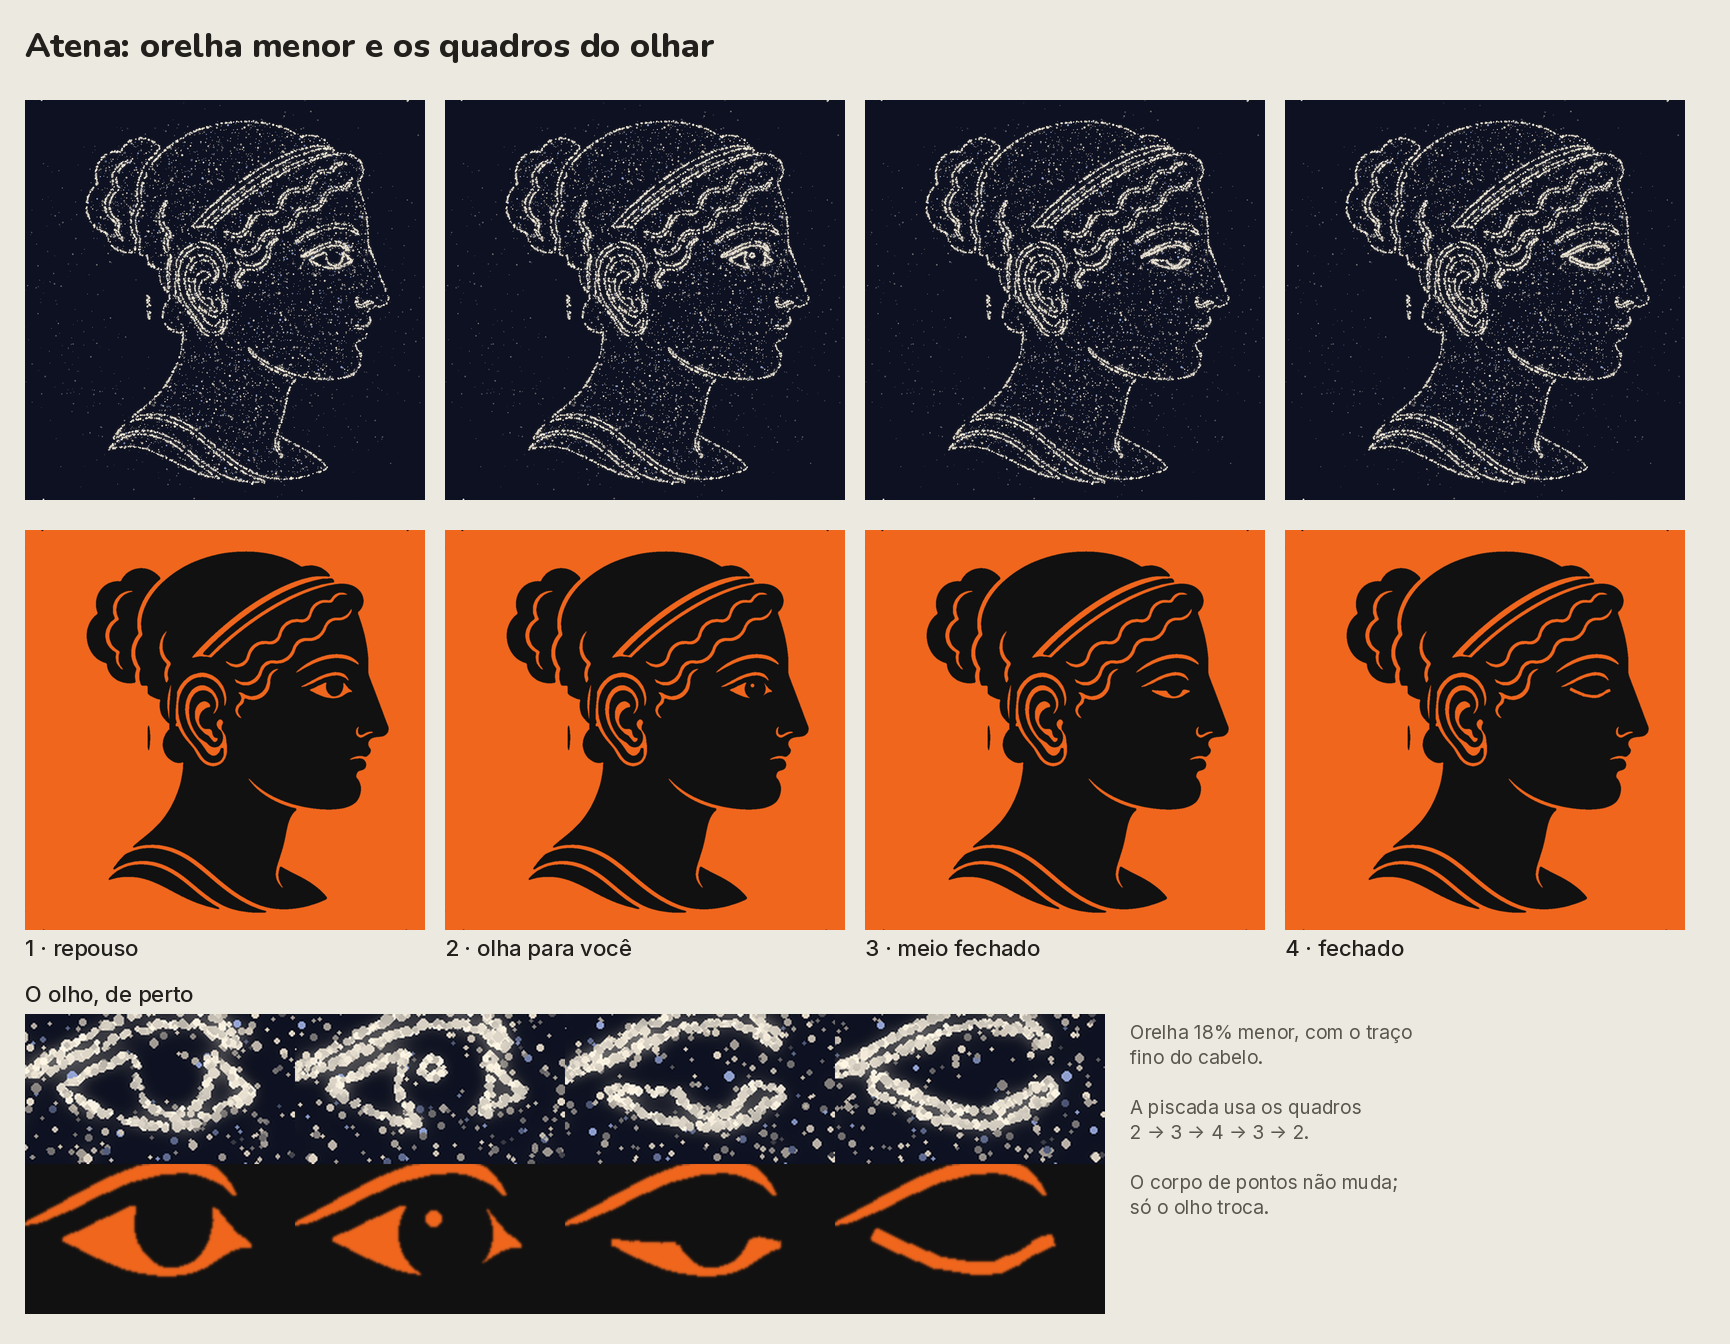 Atena: orelha menor e os quadros do olhar
1 · repouso
2 · olha para você
3 · meio fechado
4 · fechado
O olho, de perto
Orelha 18% menor, com o traço
fino do cabelo.
A piscada usa os quadros
2 → 3 → 4 → 3 → 2.
O corpo de pontos não muda;
só o olho troca.